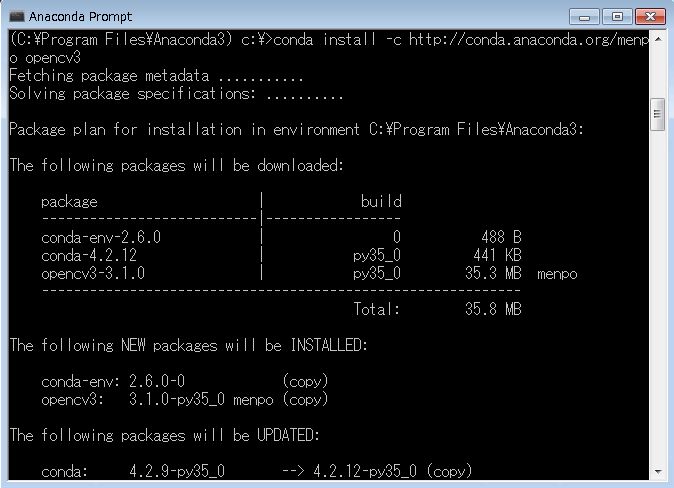 Anaconda Prompt
(C:¥Program Files¥Anaconda3) c:¥>conda install -c http://conda.anaconda.org/menp
o opencv3
Fetching package metadata ...........
Solving package specifications: ..........
Package plan for installation in environment C:¥Program Files¥Anaconda3:
The following packages will be downloaded:
package | build
---------------------------|-----------------
conda-env-2.6.0 | 0 488 B
conda-4.2.12 | py35_0 441 KB
opencv3-3.1.0 | py35_0 35.3 MB menpo
------------------------------------------------------------
Total: 35.8 MB
The following NEW packages will be INSTALLED:
conda-env: 2.6.0-0 (copy)
opencv3: 3.1.0-py35_0 menpo (copy)
The following packages will be UPDATED:
conda: 4.2.9-py35_0 --> 4.2.12-py35_0 (copy)